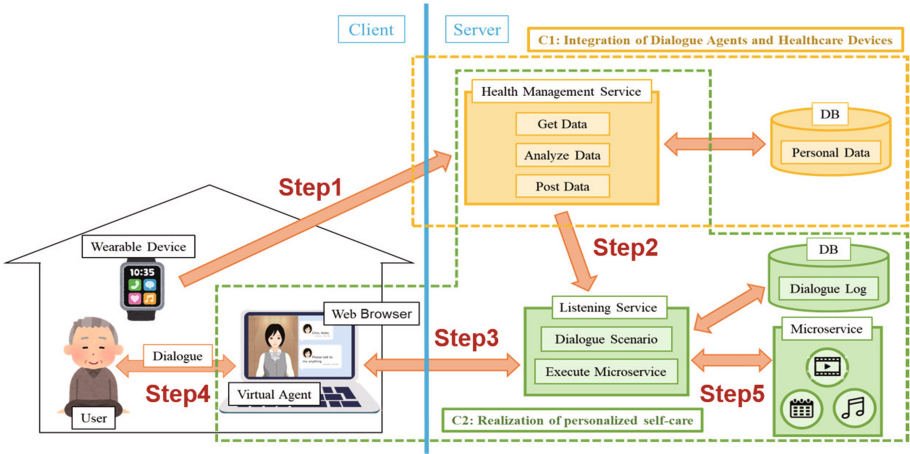 Client
Server
C1: Integration of Dialogue Agents and Healthcare Devices
Health Management Service
Get Data
Analyze Data
Post Data
DB
Personal Data
Step1
Wearable Device
10:35
Step2
DB
Dialogue Log
Listening Service
Dialogue Scenario
Execute Microservice
Microservice
Web Browser
Step3
Dialogue
Step4
Virtual Agent
User
Step5
C2: Realization of personalized self-care